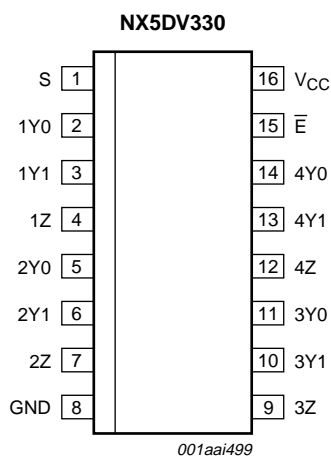 NX5DV330
S 1 16 VCC
1Y0 2 15 E̅
1Y1 3 14 4Y0
1Z 4 13 4Y1
2Y0 5 12 4Z
2Y1 6 11 3Y0
2Z 7 10 3Y1
GND 8 9 3Z
001aai499